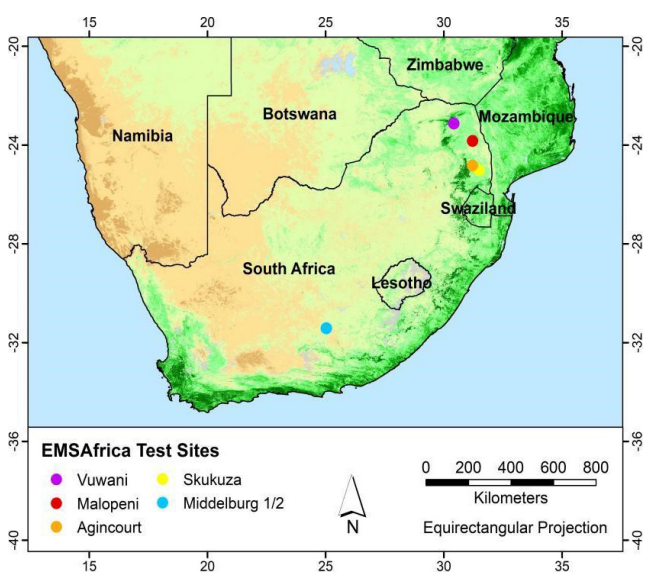 15 20 25 30 35
-20 -20
Zimbabwe
Botswana
Mozambique
Namibia
-24 -24
Swaziland
-28 -28
South Africa
Lesotho
-32 -32
-36 -36
EMSAfrica Test Sites
Vuwani Skukuza
Malopeni Middelburg 1/2
Agincourt
0 200 400 600 800
Kilometers
N
Equirectangular Projection
-40 -40
15 20 25 30 35